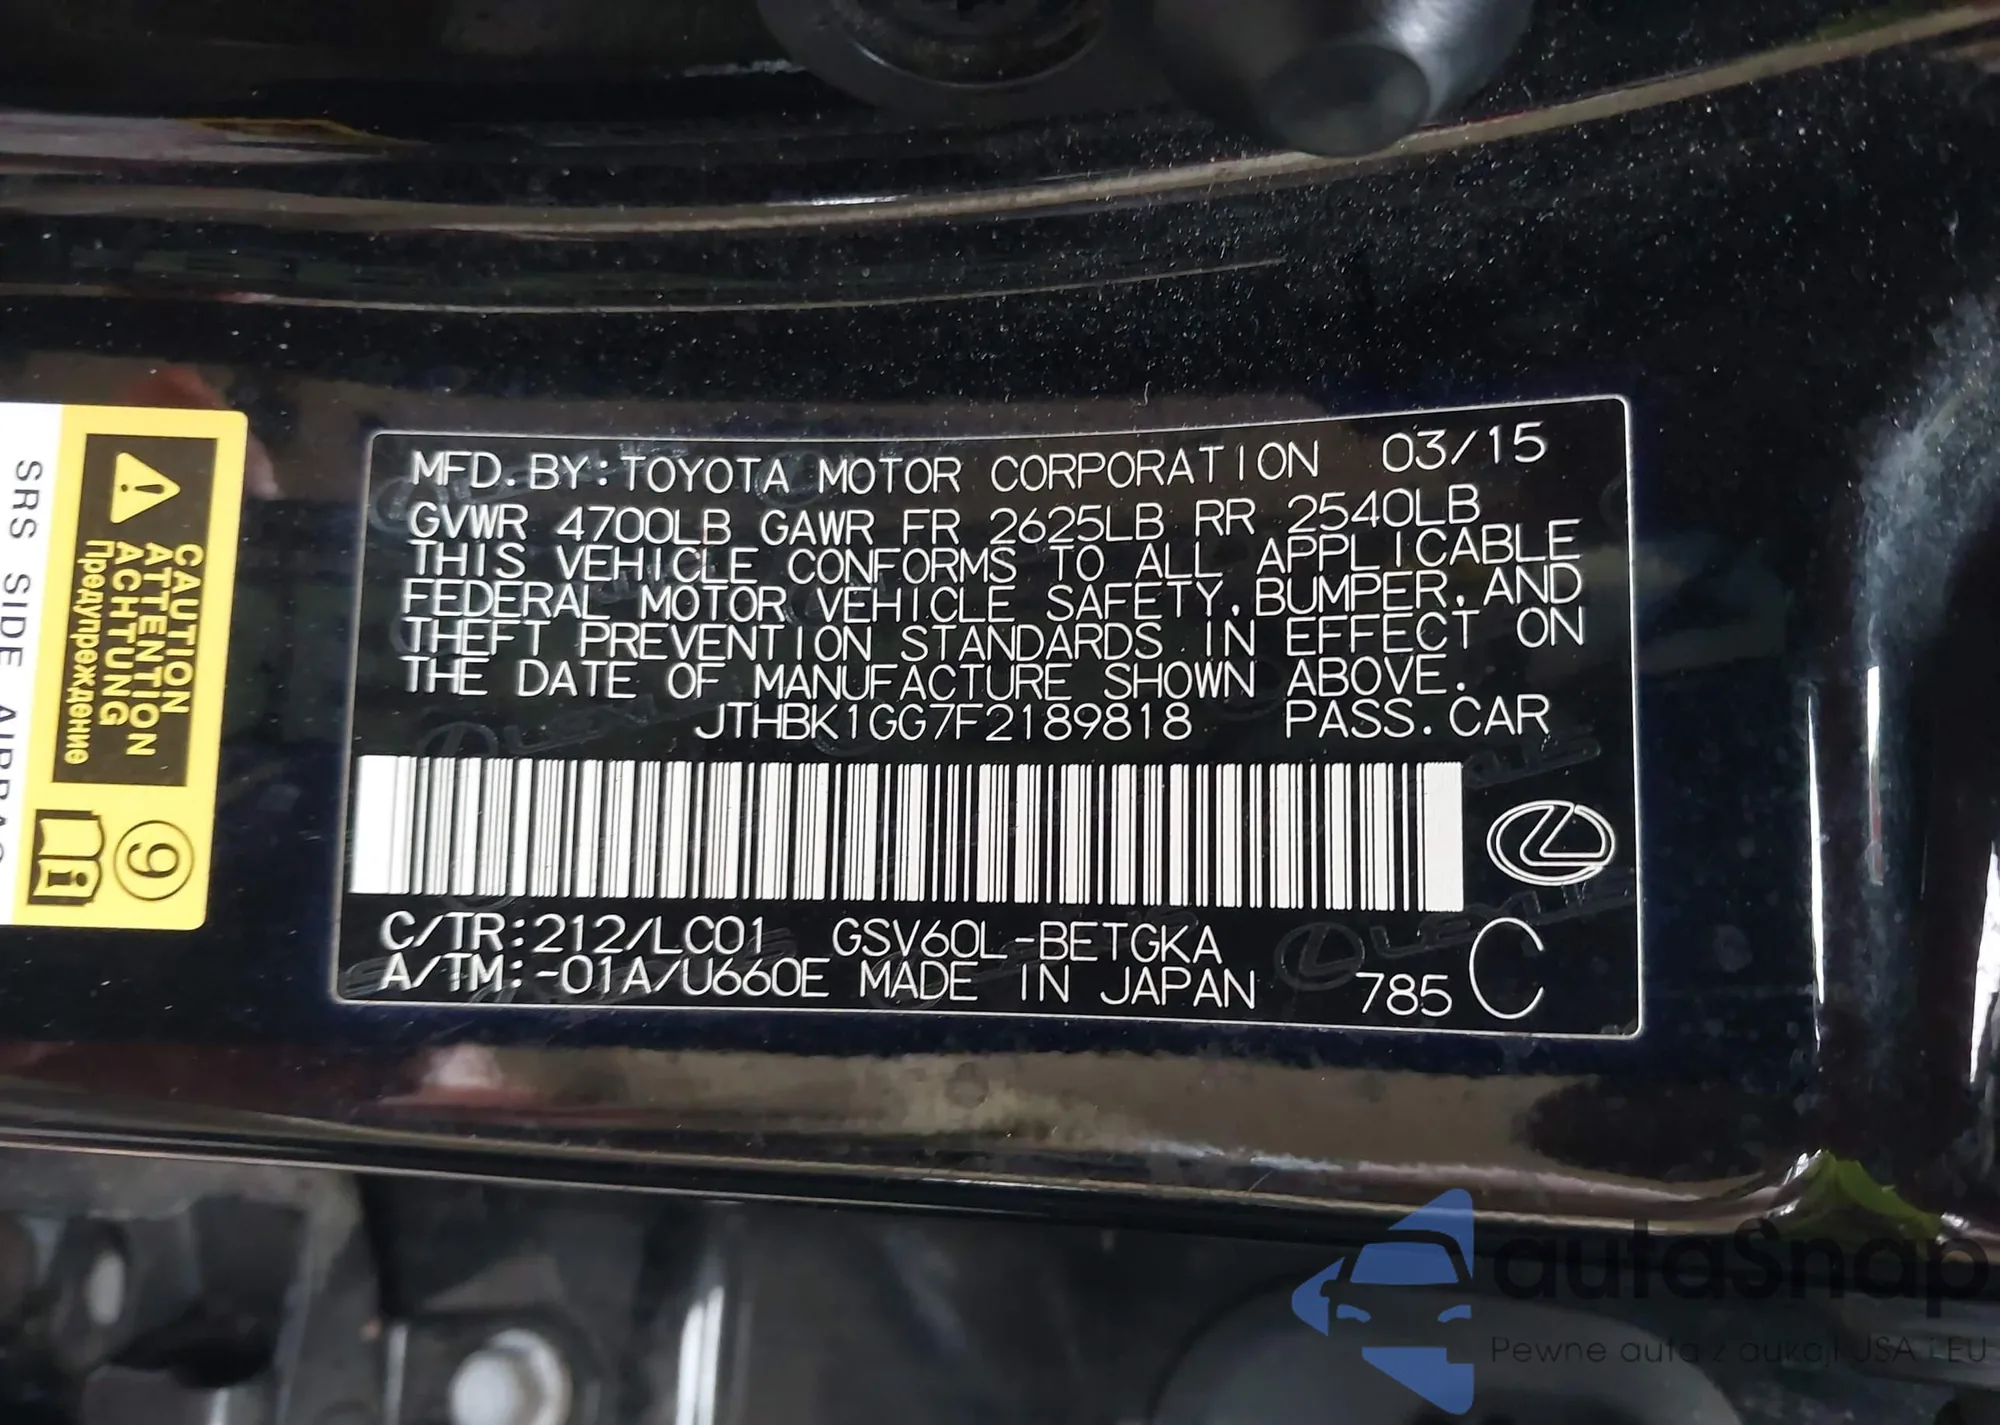 MFD. BY: TOYOTA MOTOR CORPORATION 03/15
GVWR 4700LB GAWR FR 2625LB RR 2540LB
THIS VEHICLE CONFORMS TO ALL APPLICABLE
FEDERAL MOTOR VEHICLE SAFETY, BUMPER, AND
THEFT PREVENTION STANDARDS IN EFFECT ON
THE DATE OF MANUFACTURE SHOWN ABOVE.
JTHBK1GG7F2189818 PASS. CAR
C/TR: 212/LC01 GSV60L-BETGKA
A/TM: -01A/U660E MADE IN JAPAN 785 C
CAUTION
ATTENTION
ACHTUNG
Предупреждение
9
SRS SIDE AIRBAG
autoSnap
Pewne auta z aukcji USA i EU